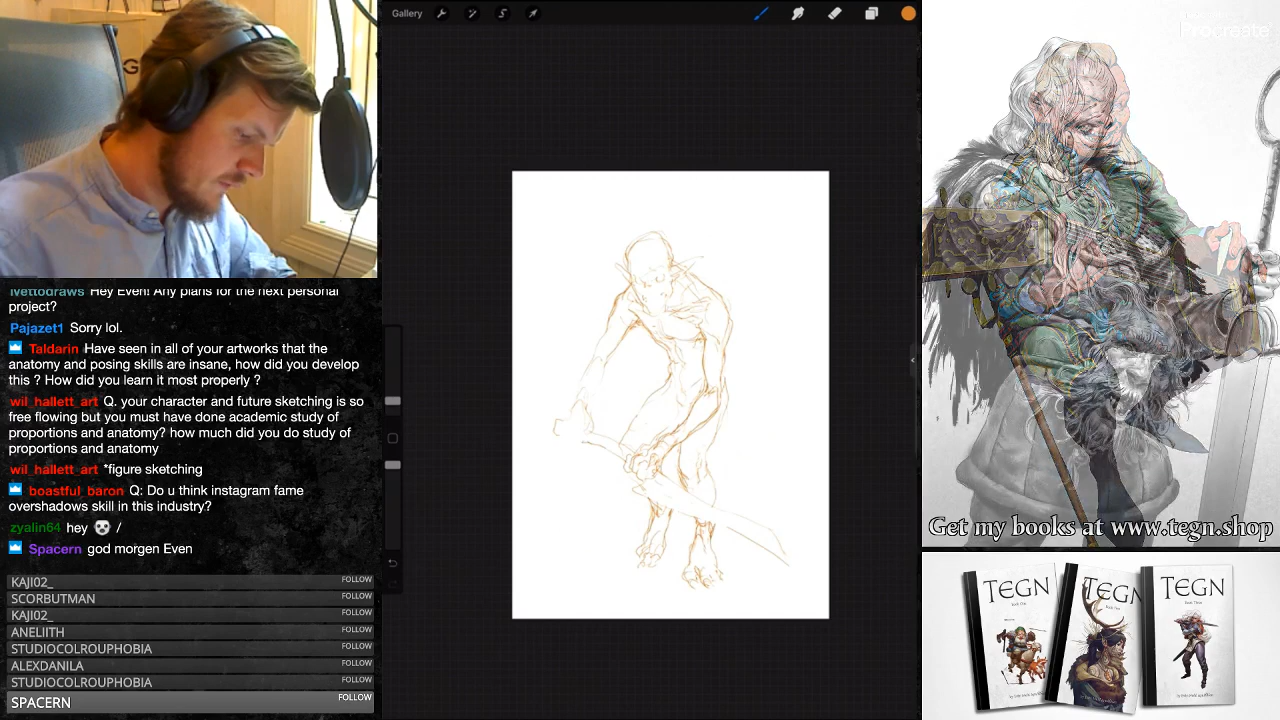 Gallery
Procreate
G
ivettodraws Hey Even! Any plans for the next personal
project?
Pajazet1 Sorry lol.
Taldarin Have seen in all of your artworks that the
anatomy and posing skills are insane, how did you develop
this ? How did you learn it most properly ?
wil_hallett_art Q. your character and future sketching is so
free flowing but you must have done academic study of
proportions and anatomy? how much did you do study of
proportions and anatomy
wil_hallett_art *figure sketching
boastful_baron Q: Do u think instagram fame
overshadows skill in this industry?
zyalin64 hey 💀 /
Spacern god morgen Even
KAJI02_ FOLLOW
SCORBUTMAN FOLLOW
KAJI02_ FOLLOW
ANELIITH FOLLOW
STUDIOCOLROUPHOBIA FOLLOW
ALEXDANILA FOLLOW
STUDIOCOLROUPHOBIA FOLLOW
SPACERN FOLLOW
Get my books at www.tegn.shop
TEGN
Book One
TEGN
TEGN